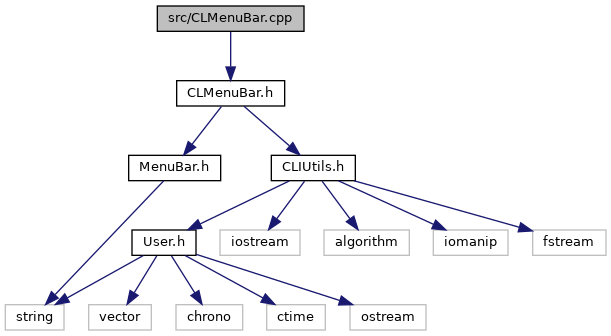 src/CLMenuBar.cpp
CLMenuBar.h
MenuBar.h
CLIUtils.h
User.h
iostream
algorithm
iomanip
fstream
string
vector
chrono
ctime
ostream